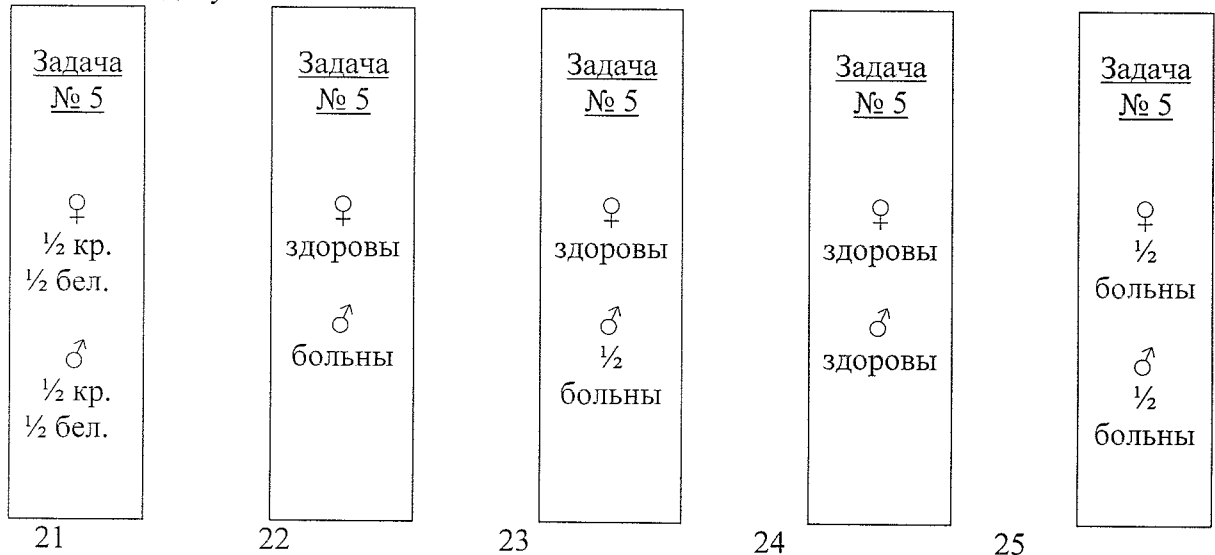 Задача
№ 5
♀
½ кр.
½ бел.
♂
½ кр.
½ бел.
21
Задача
№ 5
♀
здоровы
♂
больны
22
Задача
№ 5
♀
здоровы
♂
½
больны
23
Задача
№ 5
♀
здоровы
♂
здоровы
24
Задача
№ 5
♀
½
больны
♂
½
больны
25